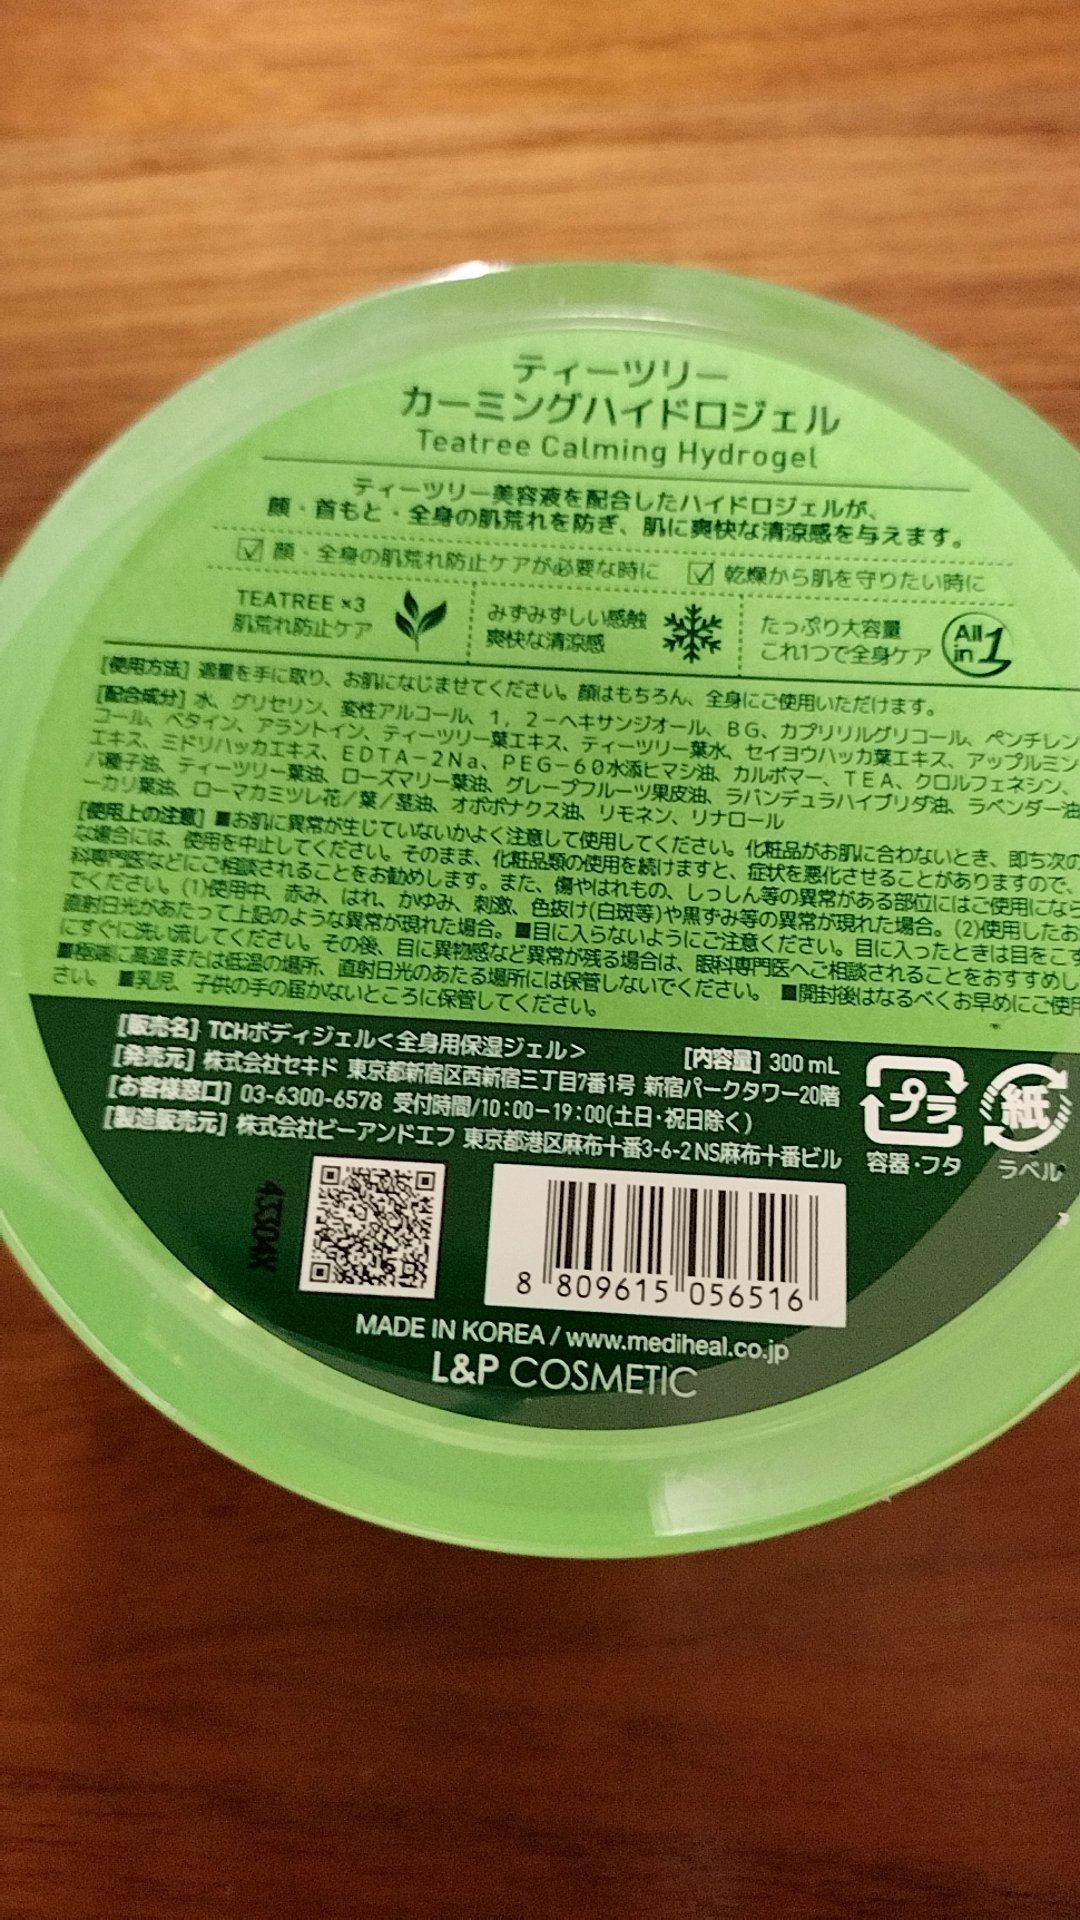 ティーツリー
カーミングハイドロジェル
Teatree Calming Hydrogel
ティーツリー美容液を配合したハイドロジェルが、
顔・首もと・全身の肌荒れを防ぎ、肌に爽快な清涼感を与えます。
☑ 顔・全身の肌荒れ防止ケアが必要な時に ☑ 乾燥から肌を守りたい時に
TEATREE ×3
肌荒れ防止ケア
みずみずしい感触
爽快な清涼感
たっぷり大容量
これ1つで全身ケア
All in 1
[使用方法] 適量を手に取り、お肌になじませてください。顔はもちろん、全身にご使用いただけます。
[配合成分] 水、グリセリン、変性アルコール、1，2－ヘキサンジオール、BG、カプリリルグリコール、ペンチレン
コール、ベタイン、アラントイン、ティーツリー葉エキス、ティーツリー葉水、セイヨウハッカ葉エキス、アップルミン
エキス、ミドリハッカエキス、EDTA－2Na、PEG－60水添ヒマシ油、カルボマー、TEA、クロルフェネシン、
バ種子油、ティーツリー葉油、ローズマリー葉油、グレープフルーツ果皮油、ラバンデュラハイブリダ油、ラベンダー油
ーカリ葉油、ローマカミツレ花／葉／茎油、オポポナクス油、リモネン、リナロール
[使用上の注意] ■お肌に異常が生じていないかよく注意して使用してください。化粧品がお肌に合わないとき、即ち次の
な場合には、使用を中止してください。そのまま、化粧品類の使用を続けますと、症状を悪化させることがありますので、
科専門医などにご相談されることをお勧めします。また、傷やはれもの、しっしん等の異常がある部位にはご使用になら
でください。(1)使用中、赤み、はれ、かゆみ、刺激、色抜け(白斑等)や黒ずみ等の異常が現れた場合。(2)使用したお
直射日光があたって上記のような異常が現れた場合。■目に入らないようにご注意ください。目に入ったときは目をこす
にすぐに洗い流してください。その後、目に異物感など異常が残る場合は、眼科専門医へご相談されることをおすすめし
■極端に高温または低温の場所、直射日光のあたる場所には保管しないでください。 ■開封後はなるべくお早めにご使用
さい。 ■乳児、子供の手の届かないところに保管してください。
[販売名] TCHボディジェル＜全身用保湿ジェル＞ [内容量] 300 mL
[発売元] 株式会社セキド 東京都新宿区西新宿三丁目7番1号 新宿パークタワー20階
[お客様窓口] 03-6300-6578 受付時間/10:00－19:00(土日・祝日除く)
[製造販売元] 株式会社ビーアンドエフ 東京都港区麻布十番3-6-2 NS麻布十番ビル
プラ
容器・フタ
紙
ラベル
43304X
8 809615 056516
MADE IN KOREA / www.mediheal.co.jp
L&P COSMETIC